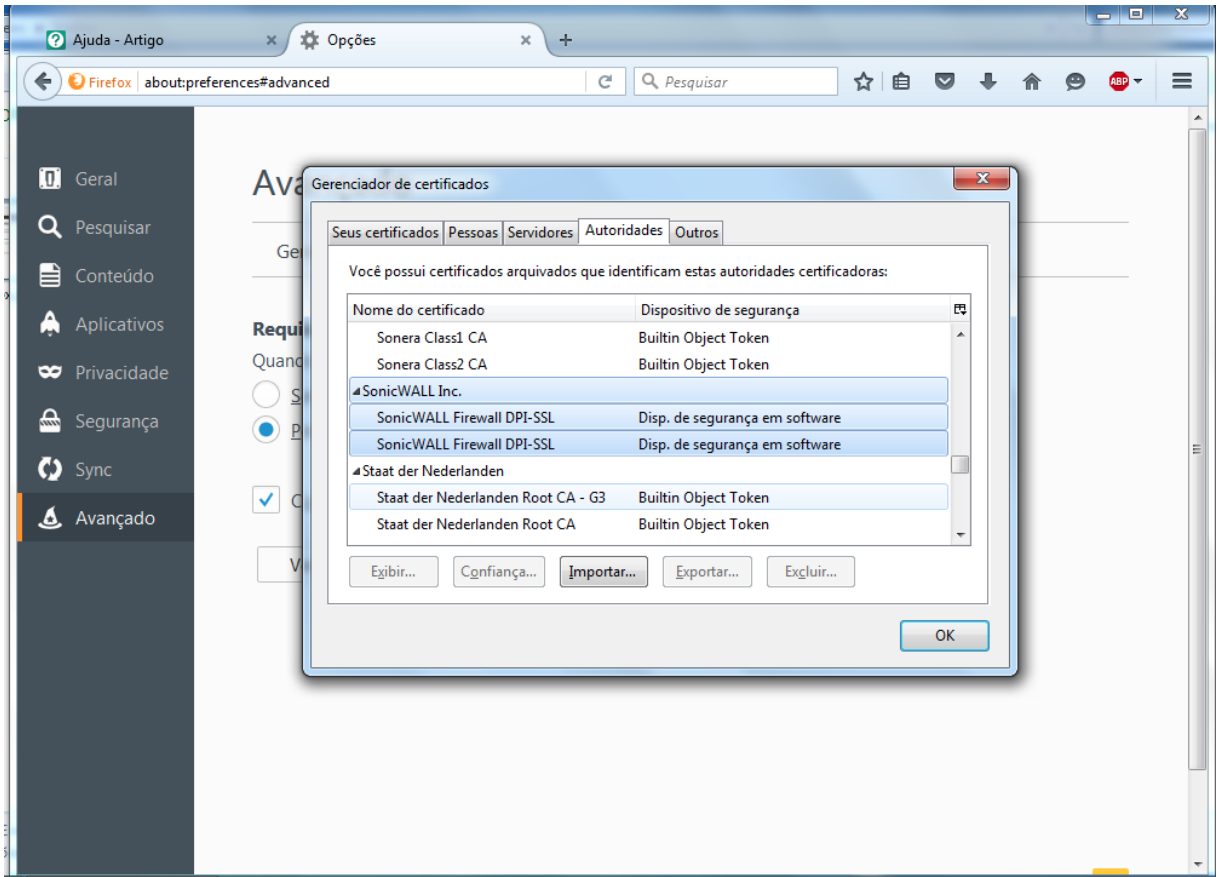 Ajuda - Artigo
Opções
Firefox about:preferences#advanced
Pesquisar
ABP
Geral
Pesquisar
Conteúdo
Aplicativos
Privacidade
Segurança
Sync
Avançado
Ava
Ge
Requi
Quand
S
P
C
V
Gerenciador de certificados
Seus certificados Pessoas Servidores Autoridades Outros
Você possui certificados arquivados que identificam estas autoridades certificadoras:
Nome do certificado Dispositivo de segurança
Sonera Class1 CA Builtin Object Token
Sonera Class2 CA Builtin Object Token
SonicWALL Inc.
SonicWALL Firewall DPI-SSL Disp. de segurança em software
SonicWALL Firewall DPI-SSL Disp. de segurança em software
Staat der Nederlanden
Staat der Nederlanden Root CA - G3 Builtin Object Token
Staat der Nederlanden Root CA Builtin Object Token
Exibir... Confiança... Importar... Exportar... Excluir...
OK